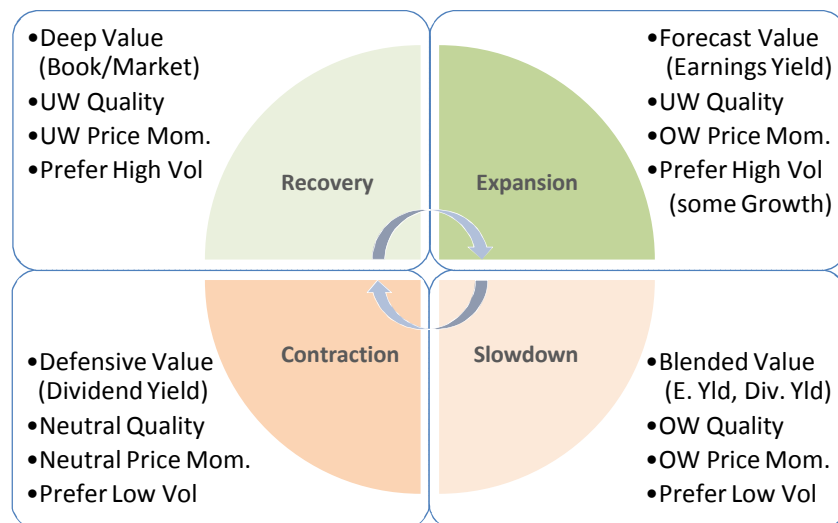 •Deep Value
(Book/Market)
•UW Quality
•UW Price Mom.
•Prefer High Vol
Recovery
•Forecast Value
(Earnings Yield)
•UW Quality
•OW Price Mom.
•Prefer High Vol
(some Growth)
Expansion
•Defensive Value
(Dividend Yield)
•Neutral Quality
•Neutral Price Mom.
•Prefer Low Vol
Contraction
Slowdown
•Blended Value
(E. Yld, Div. Yld)
•OW Quality
•OW Price Mom.
•Prefer Low Vol